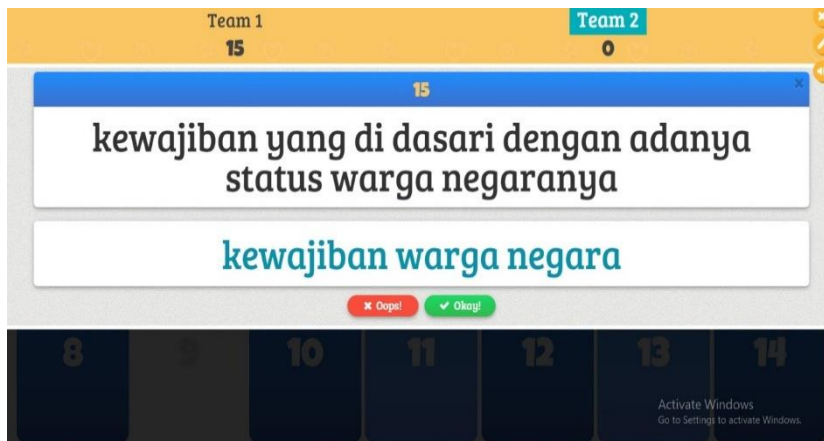 Team 1
15
Team 2
0
15
kewajiban yang di dasari dengan adanya
status warga negaranya
kewajiban warga negara
Oops!
Okay!
8
9
10
11
12
13
14
Activate Windows
Go to Settings to activate Windows.